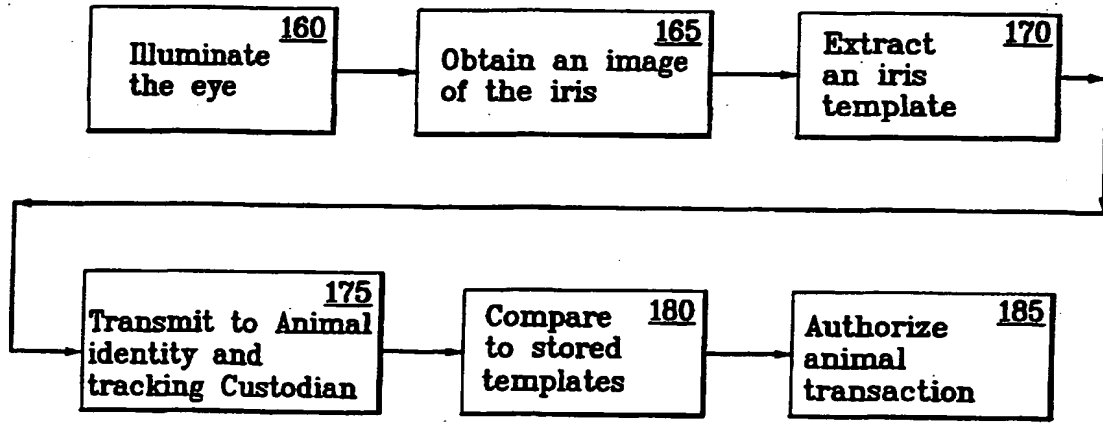 160
Illuminate
the eye
165
Obtain an image
of the iris
170
Extract
an iris
template
175
Transmit to Animal
identity and
tracking Custodian
180
Compare
to stored
templates
185
Authorize
animal
transaction